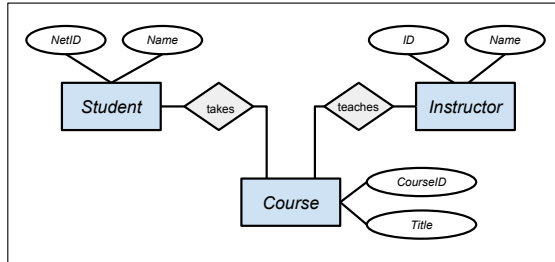 NetID
Name
ID
Name
Student
takes
teaches
Instructor
Course
CourseID
Title